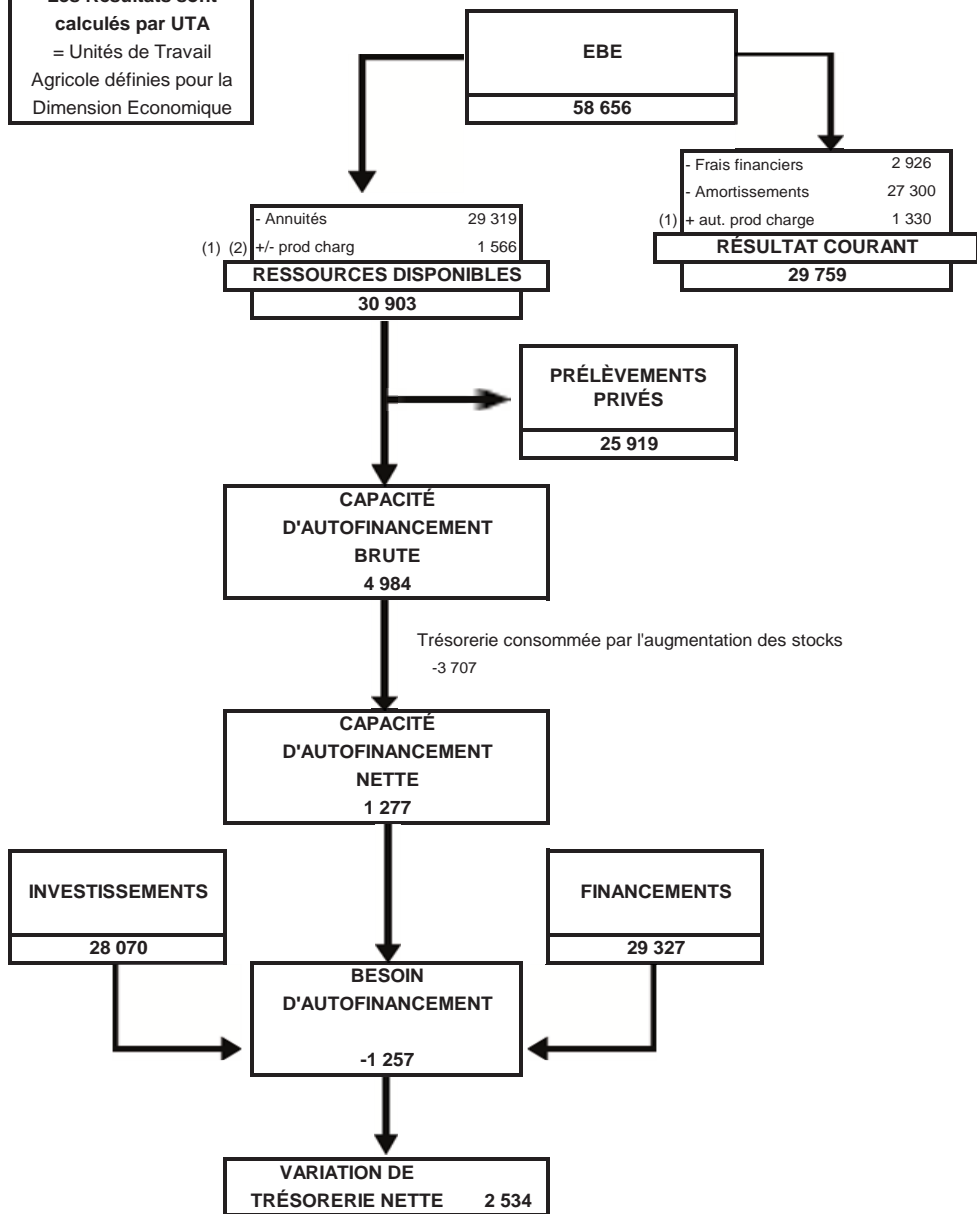 Les Résultats sont
calculés par UTA
= Unités de Travail
Agricole définies pour la
Dimension Economique
EBE
58 656
- Frais financiers 2 926
- Amortissements 27 300
(1) + aut. prod charge 1 330
RÉSULTAT COURANT
29 759
- Annuités 29 319
(1) (2) +/- prod charg 1 566
RESSOURCES DISPONIBLES
30 903
PRÉLÈVEMENTS
PRIVÉS
25 919
CAPACITÉ
D'AUTOFINANCEMENT
BRUTE
4 984
Trésorerie consommée par l'augmentation des stocks
-3 707
CAPACITÉ
D'AUTOFINANCEMENT
NETTE
1 277
INVESTISSEMENTS
28 070
FINANCEMENTS
29 327
BESOIN
D'AUTOFINANCEMENT
-1 257
VARIATION DE
TRÉSORERIE NETTE 2 534